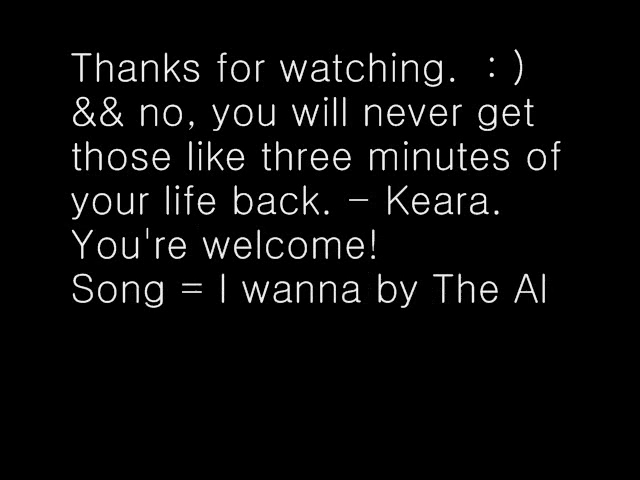 Thanks for watching.  : )
&& no, you will never get
those like three minutes of
your life back. - Keara.
You're welcome!
Song = I wanna by The Al